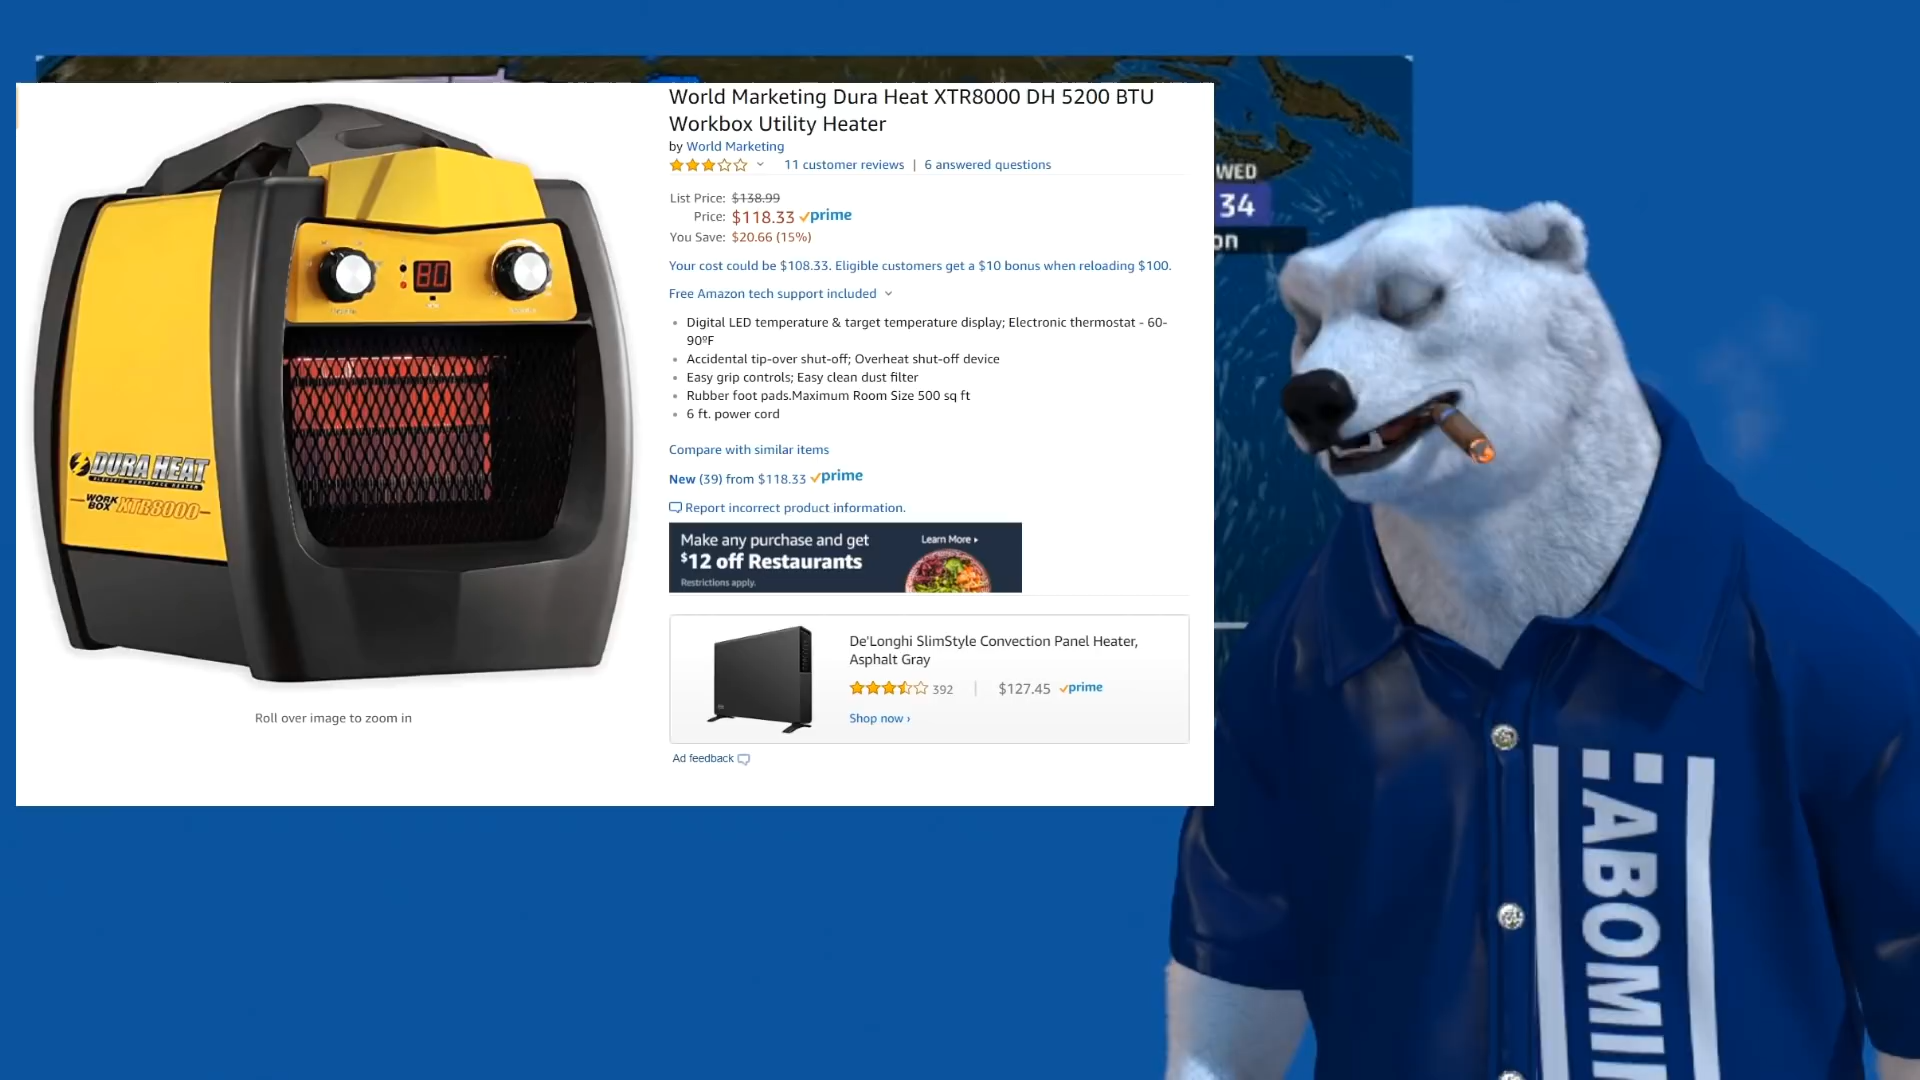 World Marketing Dura Heat XTR8000 DH 5200 BTU
Workbox Utility Heater
by World Marketing
11 customer reviews | 6 answered questions
List Price: $138.99
Price: $118.33 prime
You Save: $20.66 (15%)
Your cost could be $108.33. Eligible customers get a $10 bonus when reloading $100.
Free Amazon tech support included
Digital LED temperature & target temperature display; Electronic thermostat - 60-
90ºF
Accidental tip-over shut-off; Overheat shut-off device
Easy grip controls; Easy clean dust filter
Rubber foot pads.Maximum Room Size 500 sq ft
6 ft. power cord
Compare with similar items
New (39) from $118.33 prime
Report incorrect product information.
Make any purchase and get
$12 off Restaurants
Restrictions apply.
Learn More
De'Longhi SlimStyle Convection Panel Heater,
Asphalt Gray
392 | $127.45 prime
Shop now ›
Ad feedback
80
DURA HEAT
WORK
BOX XTR8000
Roll over image to zoom in
WED
34
on
ABOMI